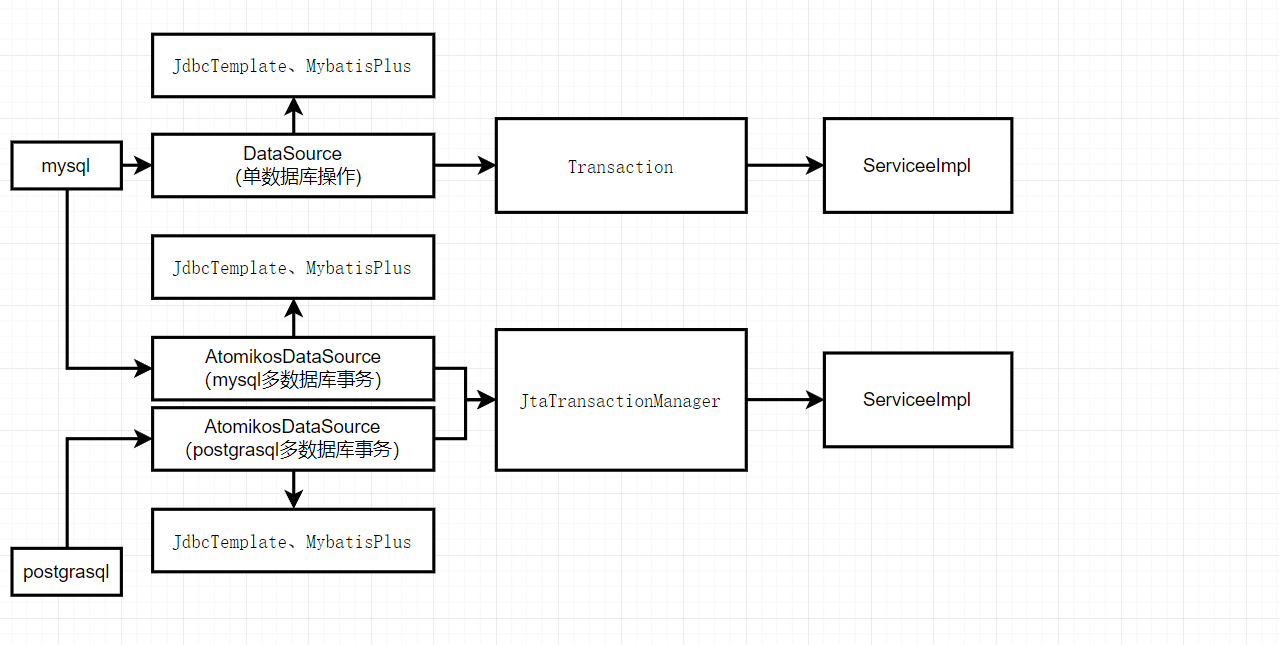 JdbcTemplate、MybatisPlus
mysql
DataSource
(单数据库操作)
Transaction
ServiceeImpl
JdbcTemplate、MybatisPlus
AtomikosDataSource
（mysql多数据库事务）
AtomikosDataSource
（postgrasql多数据库事务）
JtaTransactionManager
ServiceeImpl
JdbcTemplate、MybatisPlus
postgrasql